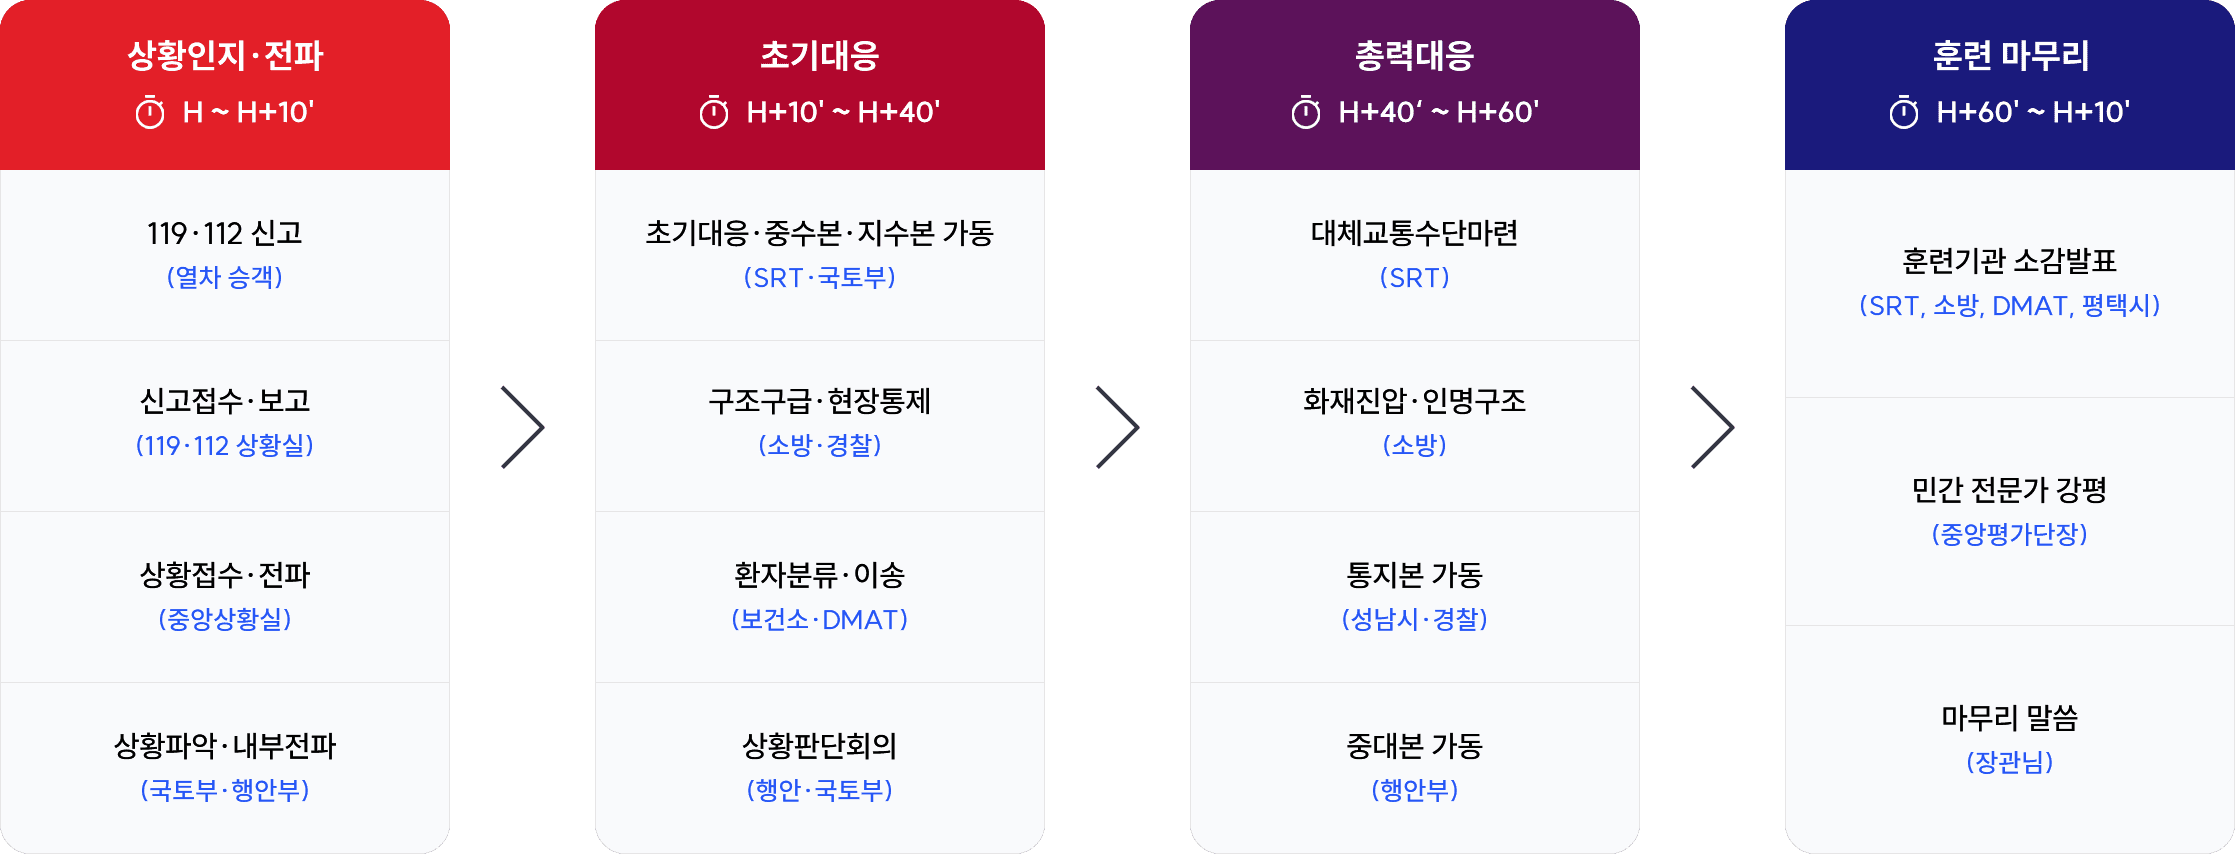 상황인지·전파
H ~ H+10'
119·112 신고
(열차 승객)
신고접수·보고
(119·112 상황실)
상황접수·전파
(중앙상황실)
상황파악·내부전파
(국토부·행안부)
초기대응
H+10' ~ H+40'
초기대응·중수본·지수본 가동
(SRT·국토부)
구조구급·현장통제
(소방·경찰)
환자분류·이송
(보건소·DMAT)
상황판단회의
(행안·국토부)
총력대응
H+40‘ ~ H+60'
대체교통수단마련
(SRT)
화재진압·인명구조
(소방)
통지본 가동
(성남시·경찰)
중대본 가동
(행안부)
훈련 마무리
H+60' ~ H+10'
훈련기관 소감발표
(SRT, 소방, DMAT, 평택시)
민간 전문가 강평
(중앙평가단장)
마무리 말씀
(장관님)